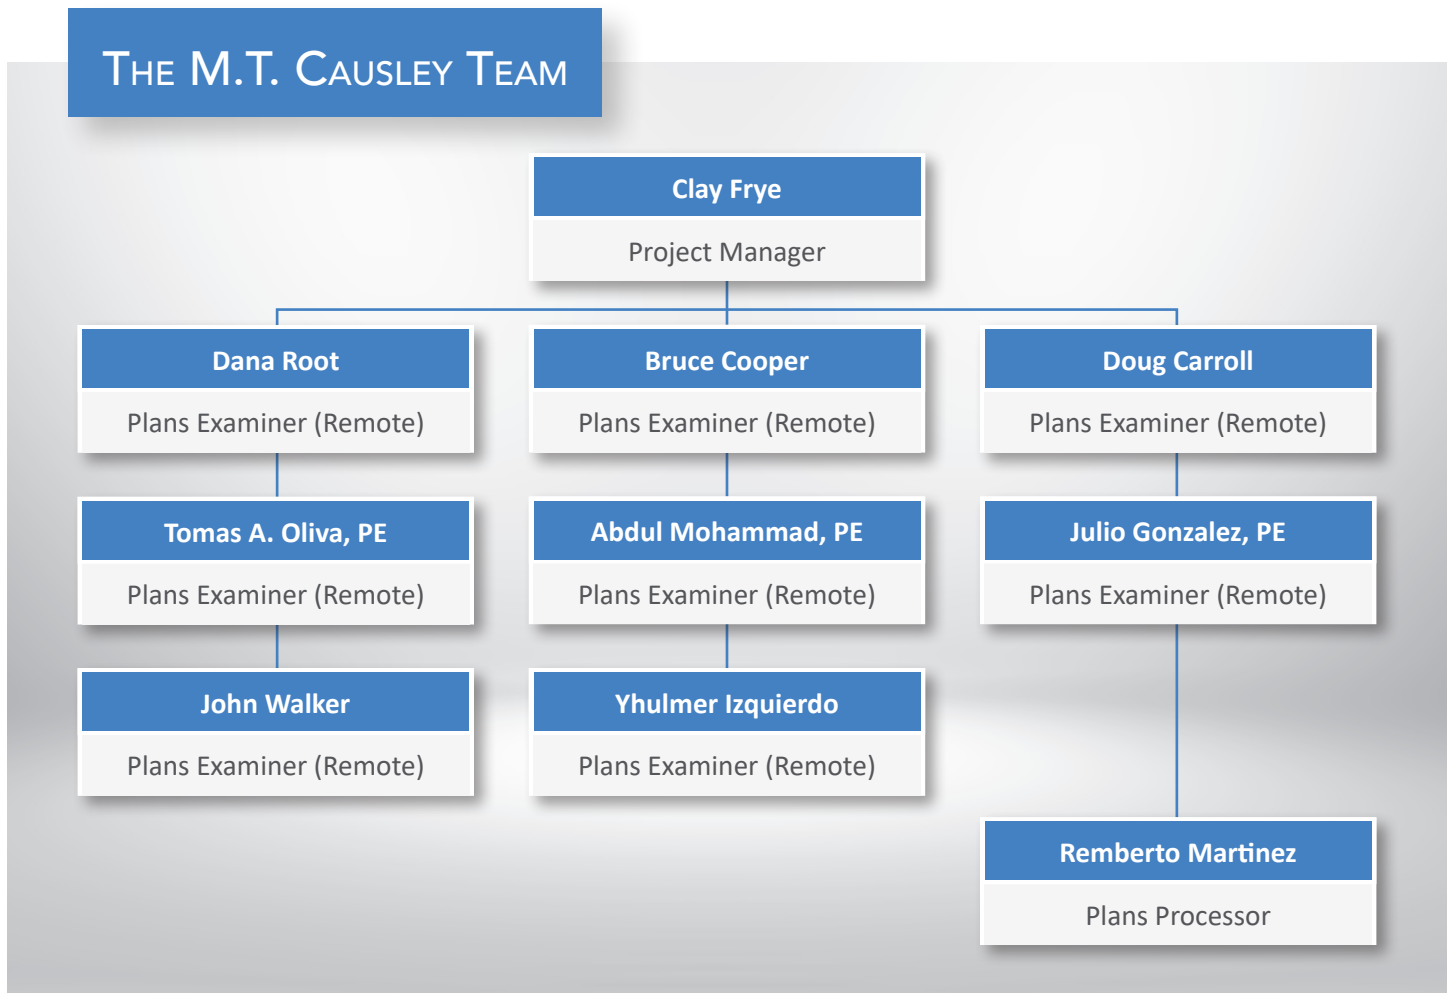 The M.T. Causley Team
Clay Frye
Project Manager
Dana Root
Plans Examiner (Remote)
Bruce Cooper
Plans Examiner (Remote)
Doug Carroll
Plans Examiner (Remote)
Tomas A. Oliva, PE
Plans Examiner (Remote)
Abdul Mohammad, PE
Plans Examiner (Remote)
Julio Gonzalez, PE
Plans Examiner (Remote)
John Walker
Plans Examiner (Remote)
Yhulmer Izquierdo
Plans Examiner (Remote)
Remberto Martinez
Plans Processor